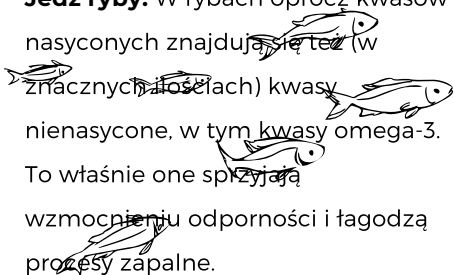 Jedz ryby. W rybach oprócz kwasów
nasyconych znajdują się też (w
znacznych ilościach) kwasy
nienasycone, w tym kwasy omega-3.
To właśnie one sprzyjają
wzmocnieniu odporności i łagodzą
procesy zapalne.